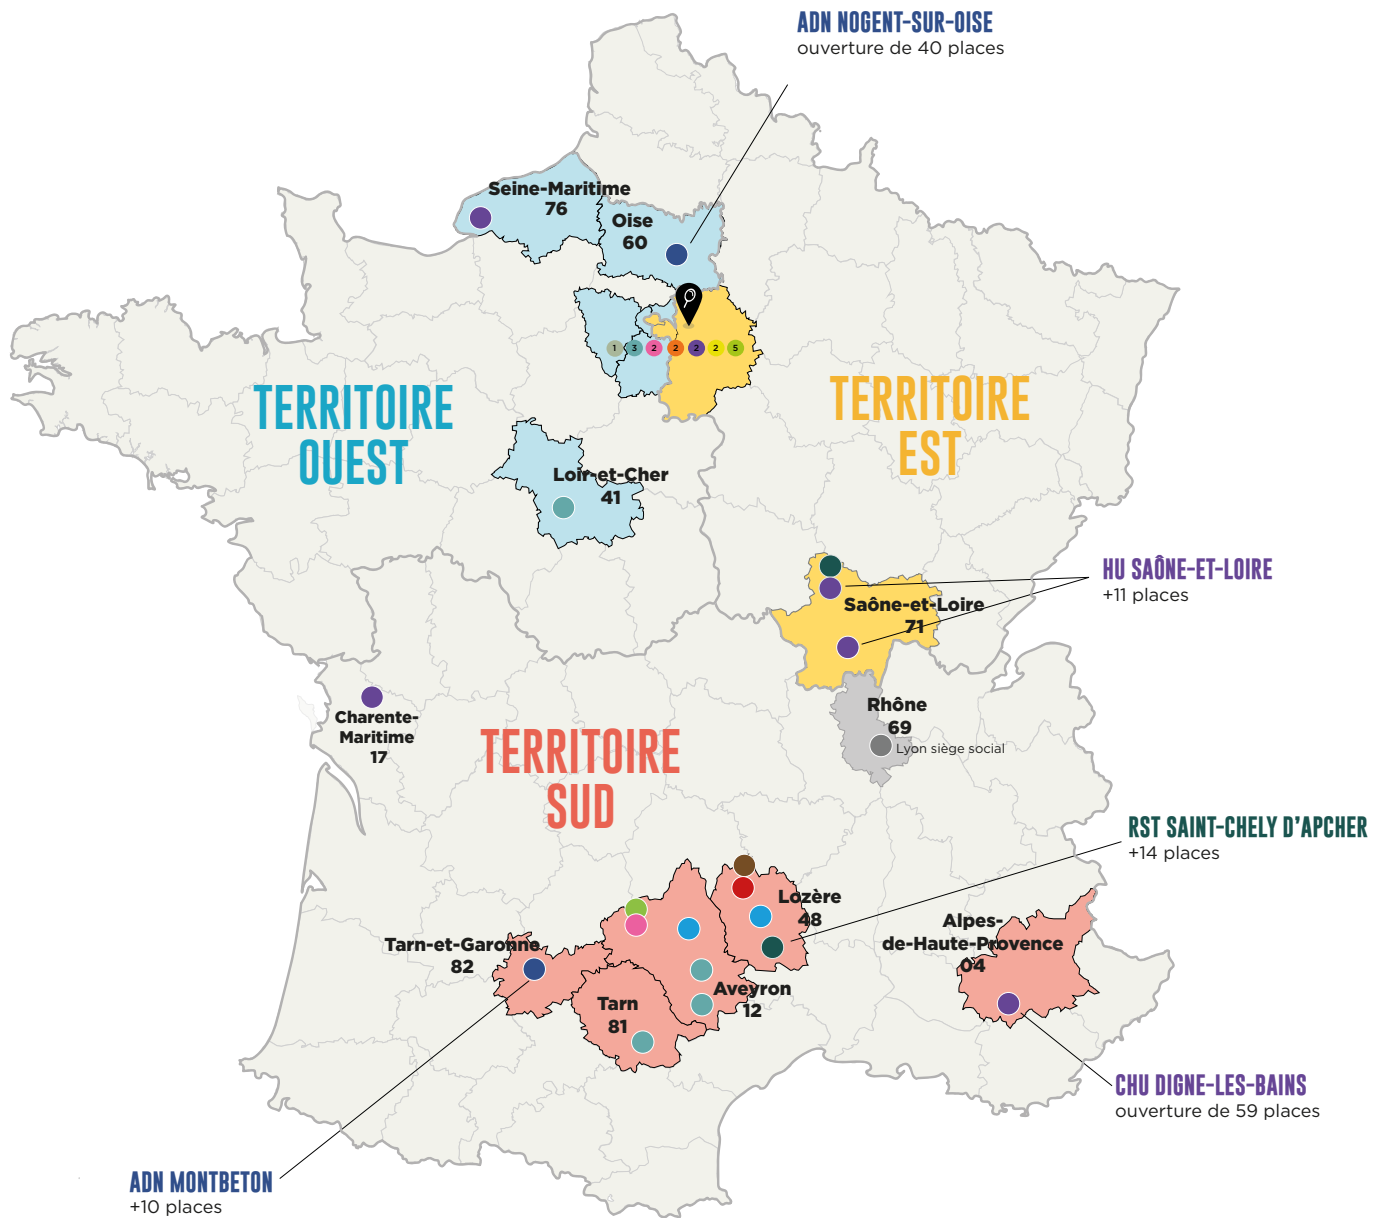 ADN NOGENT-SUR-OISE
ouverture de 40 places
Seine-Maritime
76
Oise
60
1 3 2 2 2 2 5
TERRITOIRE
OUEST
TERRITOIRE
EST
Loir-et-Cher
41
HU SAÔNE-ET-LOIRE
+11 places
Saône-et-Loire
71
Charente-
Maritime
17
Rhône
69
Lyon siège social
TERRITOIRE
SUD
RST SAINT-CHELY D'APCHER
+14 places
Lozère
48
Alpes-
de-Haute-Provence
04
Tarn-et-Garonne
82
Aveyron
12
Tarn
81
CHU DIGNE-LES-BAINS
ouverture de 59 places
ADN MONTBETON
+10 places